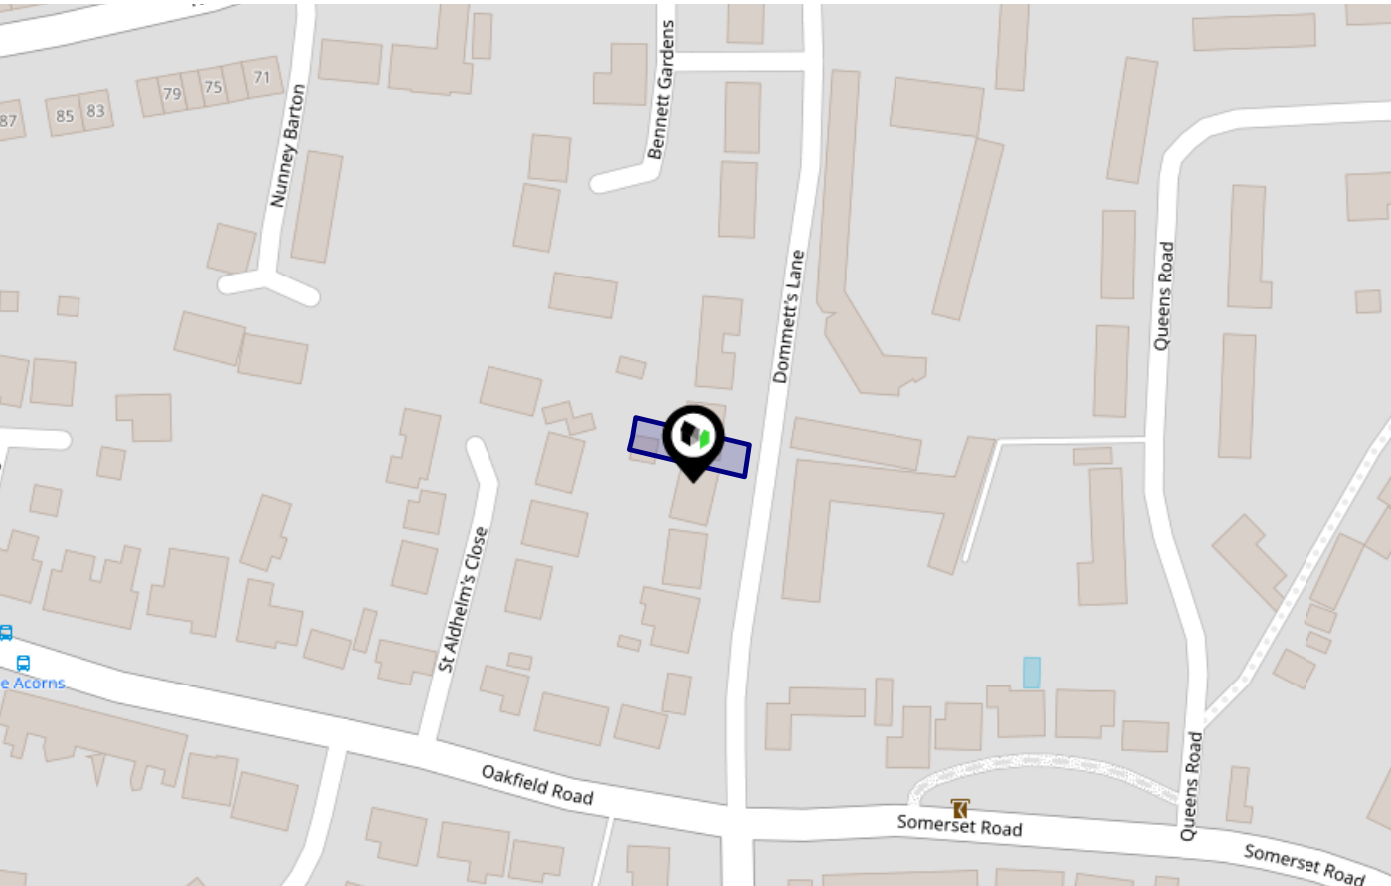 Bennett Gardens
71
75
79
83
85
87
Nunney Barton
Dommett's Lane
Queens Road
St Aldhelm's Close
e Acorns
Oakfield Road
Somerset Road
Queens Road
Somerset Road